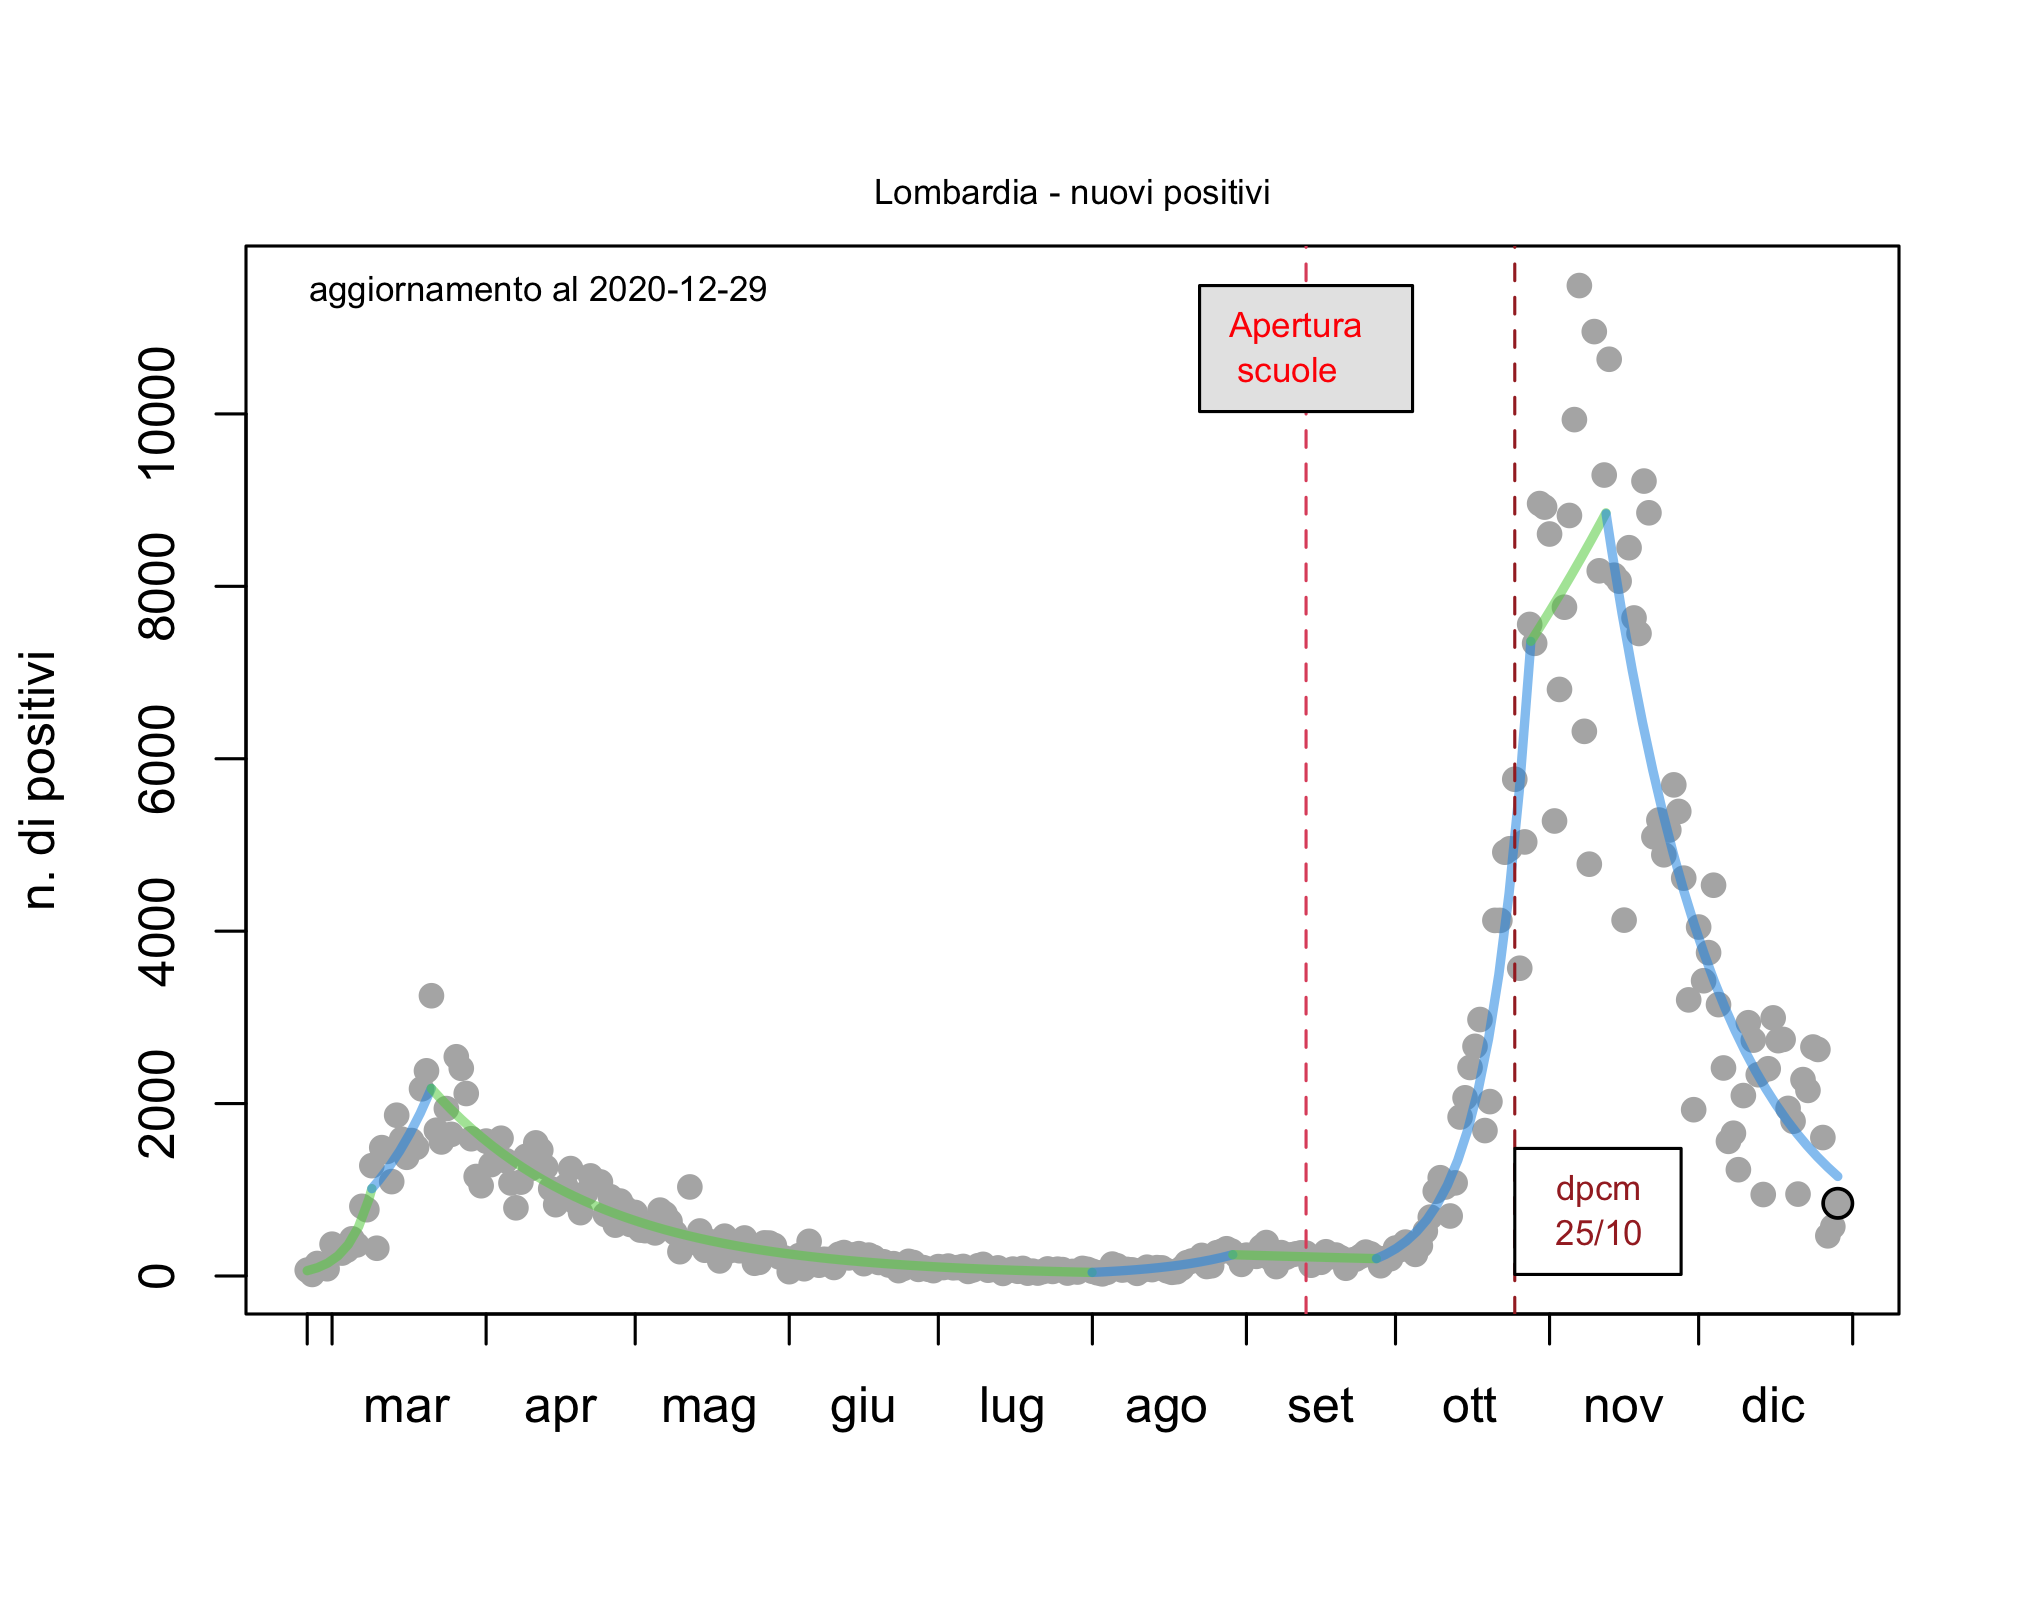 Lombardia - nuovi positivi
aggiornamento al 2020-12-29
Apertura
scuole
n. di positivi
10000
8000
6000
4000
2000
0
dpcm
25/10
mar apr mag giu lug ago set ott nov dic